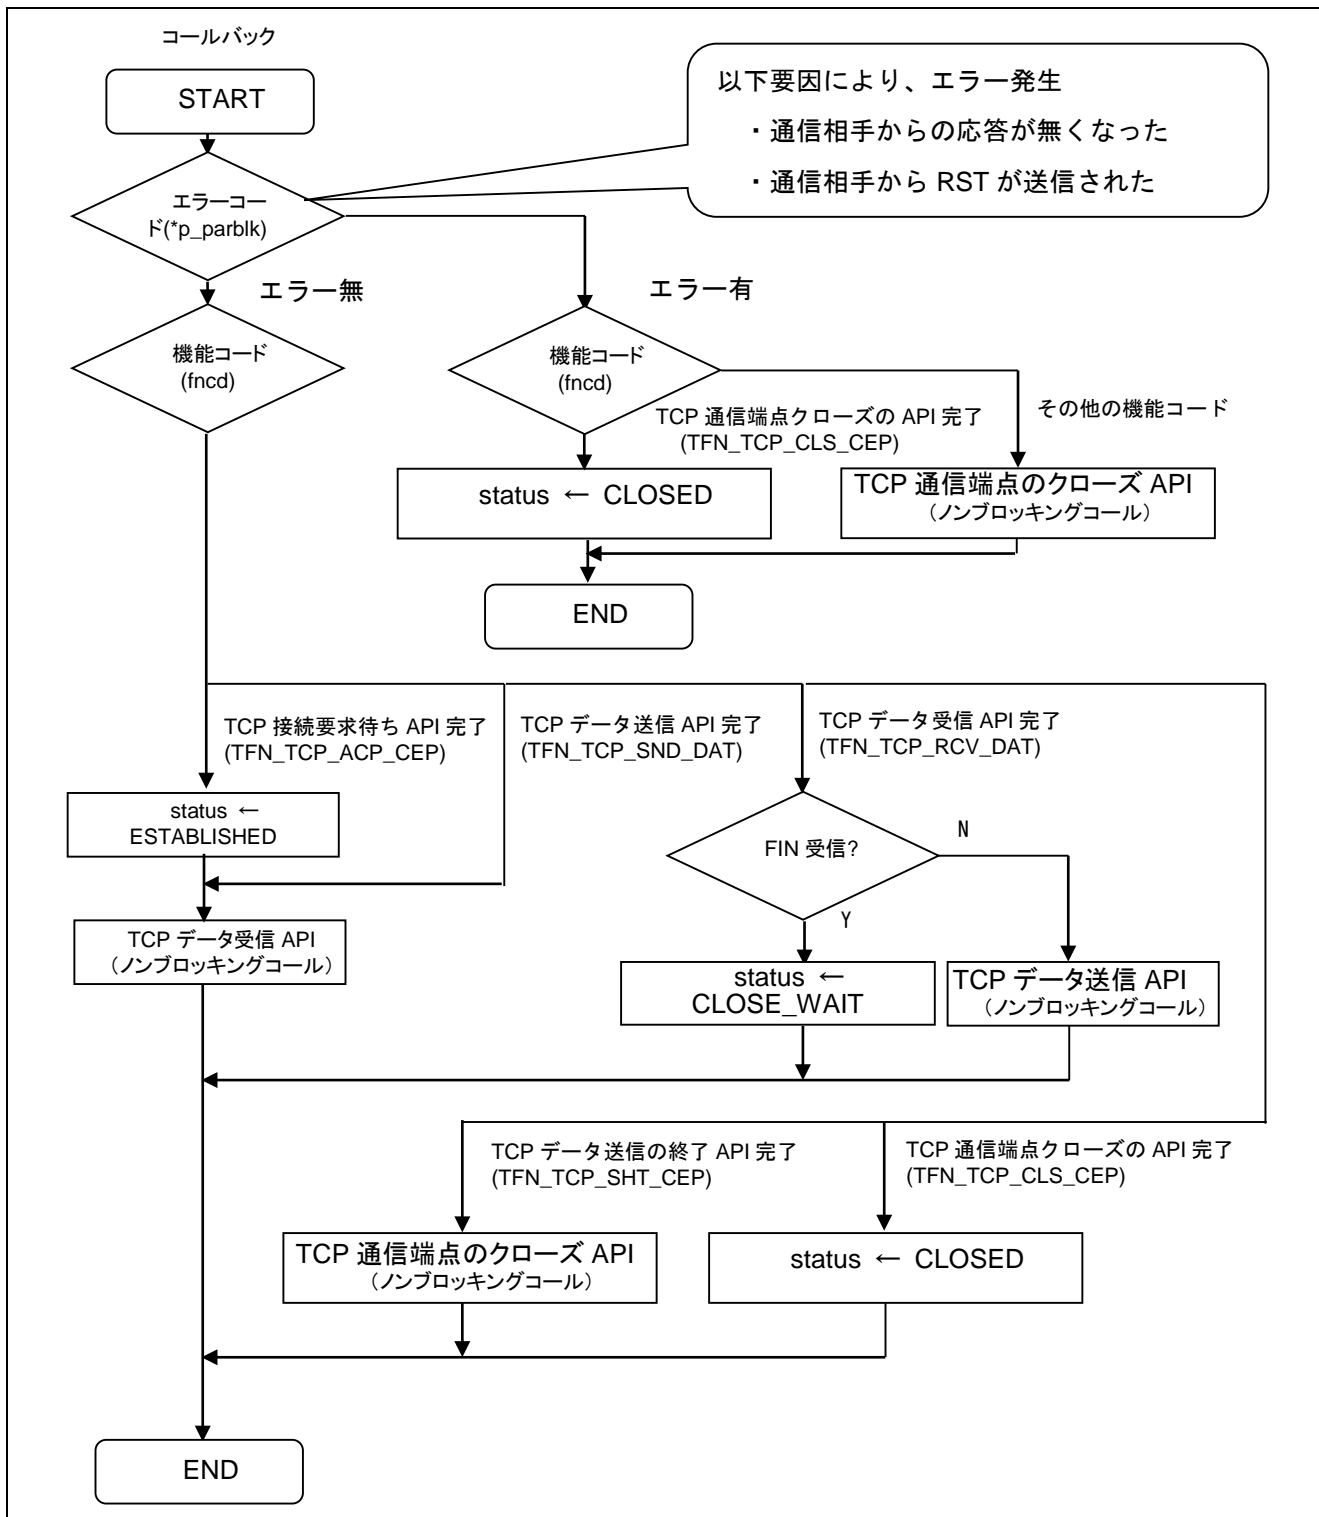 コールバック
START
以下要因により、エラー発生
・通信相手からの応答が無くなった
・通信相手から RST が送信された
エラーコー
ド(*p_parblk)
エラー無
エラー有
機能コード
(fncd)
機能コード
(fncd)
TCP 通信端点クローズの API 完了
(TFN_TCP_CLS_CEP)
その他の機能コード
status ← CLOSED
TCP 通信端点のクローズ API
（ノンブロッキングコール）
END
TCP 接続要求待ち API 完了
(TFN_TCP_ACP_CEP)
TCP データ送信 API 完了
(TFN_TCP_SND_DAT)
TCP データ受信 API 完了
(TFN_TCP_RCV_DAT)
status ←
ESTABLISHED
FIN 受信?
N
Y
TCP データ受信 API
（ノンブロッキングコール）
status ←
CLOSE_WAIT
TCP データ送信 API
（ノンブロッキングコール）
TCP データ送信の終了 API 完了
(TFN_TCP_SHT_CEP)
TCP 通信端点クローズの API 完了
(TFN_TCP_CLS_CEP)
TCP 通信端点のクローズ API
（ノンブロッキングコール）
status ← CLOSED
END